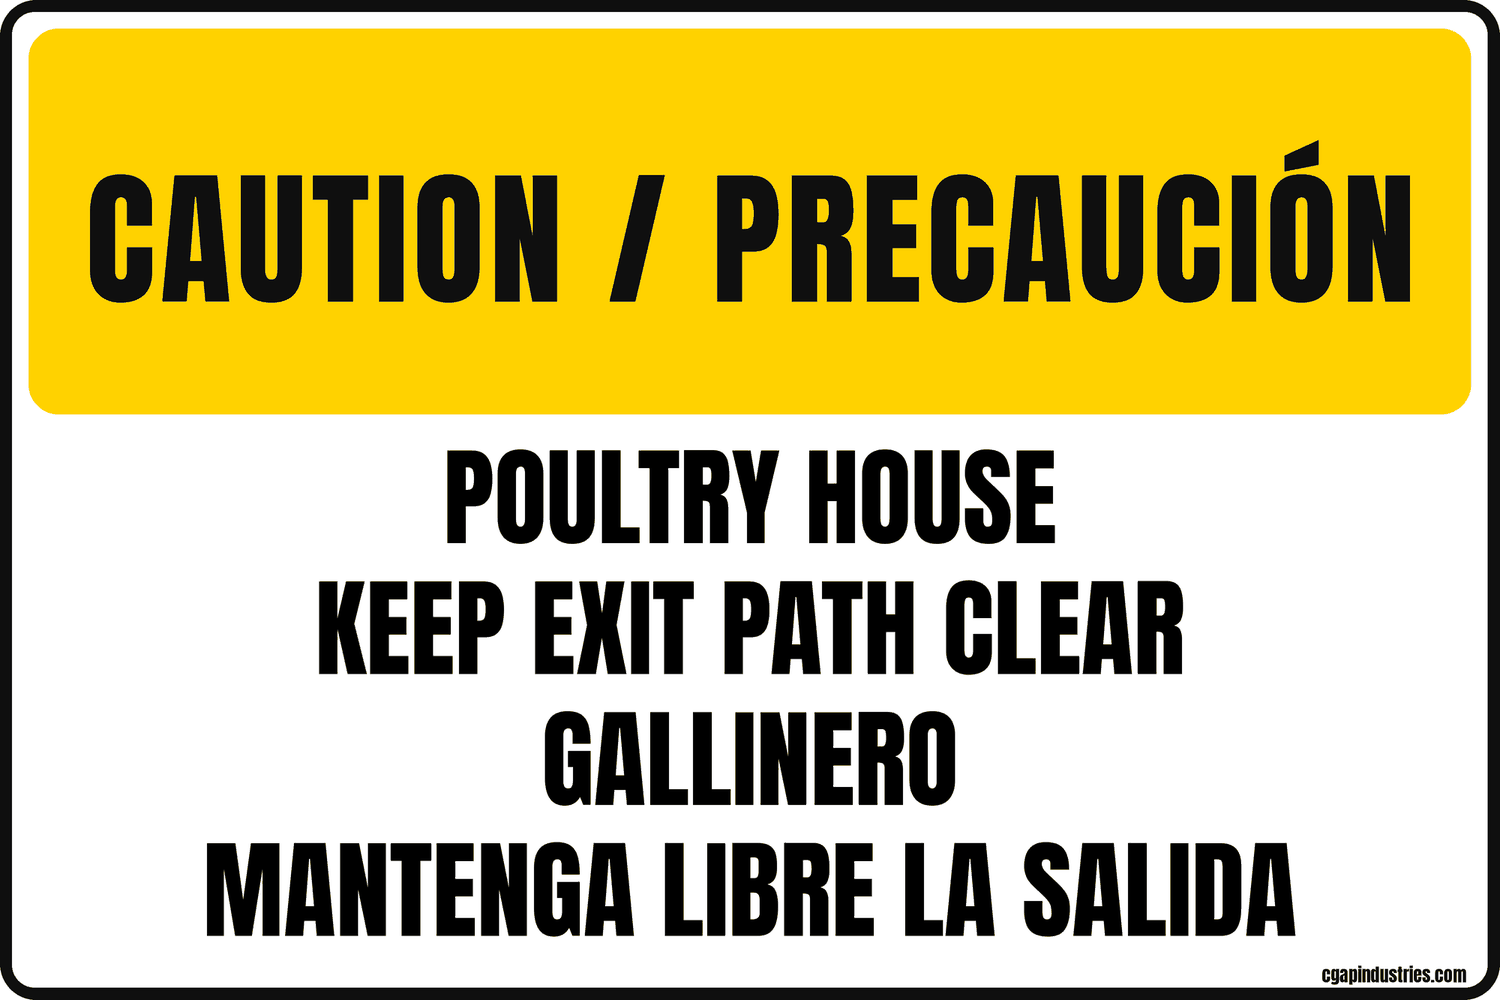 CAUTION / PRECAUCIÓN
POULTRY HOUSE
KEEP EXIT PATH CLEAR
GALLINERO
MANTENGA LIBRE LA SALIDA
cgapindustries.com